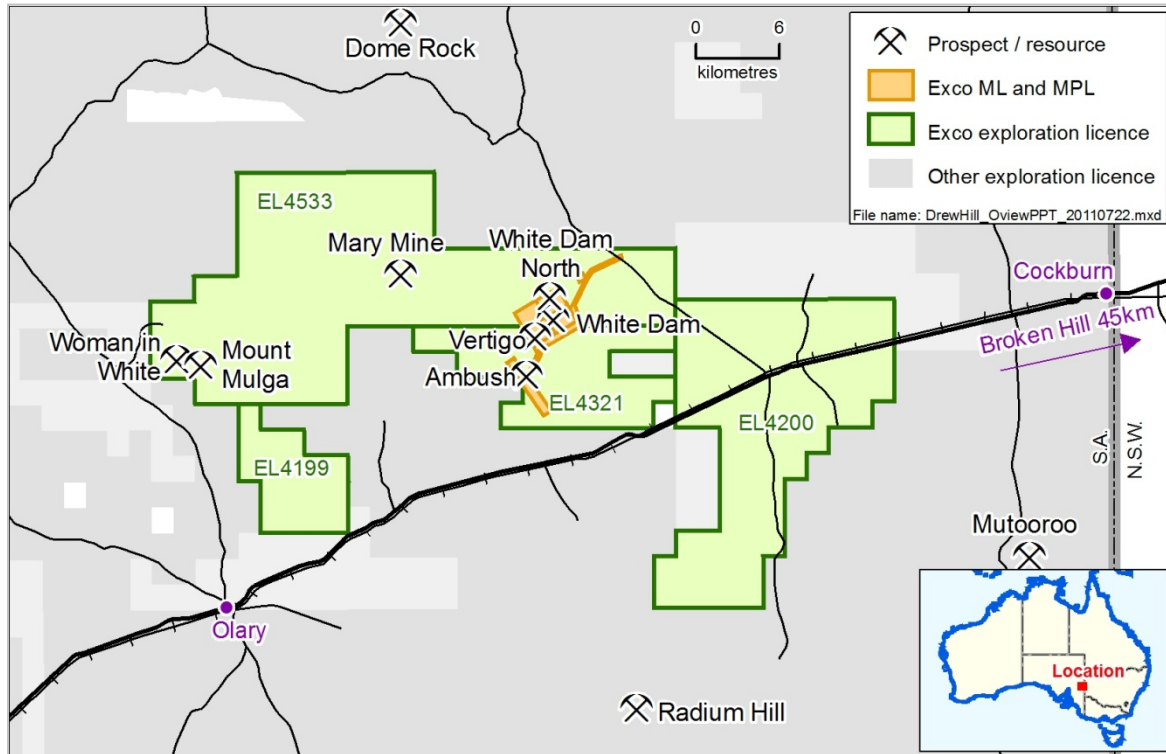 Dome Rock
0 6
kilometres
Prospect / resource
Exco ML and MPL
Exco exploration licence
Other exploration licence
File name: DrewHill_OviewPPT_20110722.mxd
EL4533
Mary Mine
White Dam
North
White Dam
Vertigo
Ambush
EL4321
Woman in
White
Mount
Mulga
EL4199
EL4200
Cockburn
Broken Hill 45km
S.A.
N.S.W.
Mutooroo
Olary
Radium Hill
Location